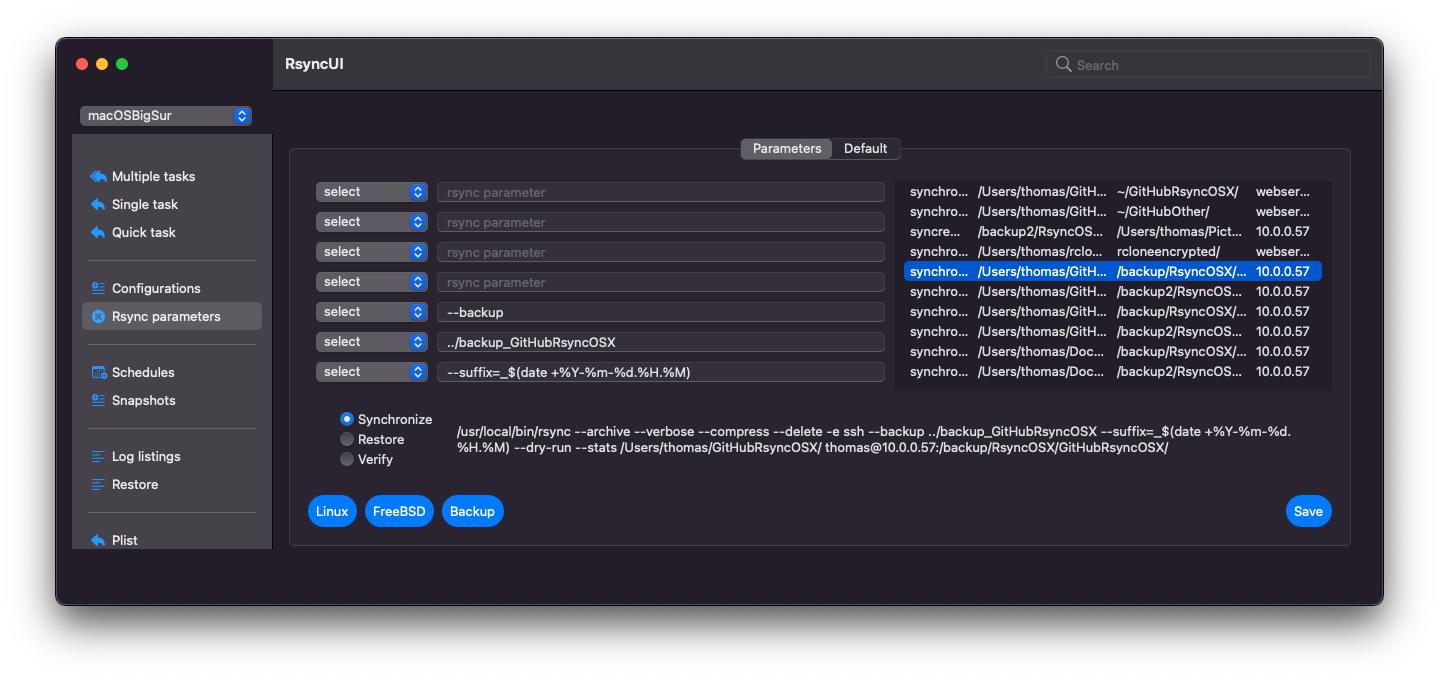 RsyncUI
Search
macOSBigSur
Multiple tasks
Single task
Quick task
Configurations
Rsync parameters
Schedules
Snapshots
Log listings
Restore
Plist
Parameters Default
select rsync parameter
select rsync parameter
select rsync parameter
select rsync parameter
select --backup
select ../backup_GitHubRsyncOSX
select --suffix=_$(date +%Y-%m-%d.%H.%M)
synchro... /Users/thomas/GitH... ~/GitHubRsyncOSX/ webser...
synchro... /Users/thomas/GitH... ~/GitHubOther/ webser...
syncre... /backup2/RsyncOS... /Users/thomas/Pict... 10.0.0.57
synchro... /Users/thomas/rclo... rcloneencrypted/ webser...
synchro... /Users/thomas/GitH... /backup/RsyncOSX/... 10.0.0.57
synchro... /Users/thomas/GitH... /backup2/RsyncOS... 10.0.0.57
synchro... /Users/thomas/GitH... /backup/RsyncOSX/... 10.0.0.57
synchro... /Users/thomas/GitH... /backup2/RsyncOS... 10.0.0.57
synchro... /Users/thomas/Doc... /backup/RsyncOSX/... 10.0.0.57
synchro... /Users/thomas/Doc... /backup2/RsyncOS... 10.0.0.57
Synchronize
Restore
Verify
/usr/local/bin/rsync --archive --verbose --compress --delete -e ssh --backup ../backup_GitHubRsyncOSX --suffix=_$(date +%Y-%m-%d.
%H.%M) --dry-run --stats /Users/thomas/GitHubRsyncOSX/ thomas@10.0.0.57:/backup/RsyncOSX/GitHubRsyncOSX/
Linux FreeBSD Backup Save